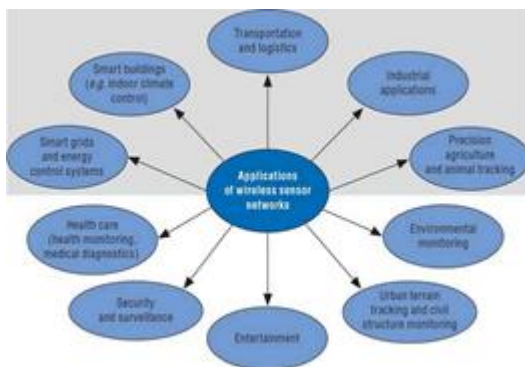 Transportation
and logistics
Smart buildings
(e.g. indoor climate
control)
Industrial
applications
Smart grids
and energy
control systems
Applications
of wireless sensor
networks
Precision
agriculture
and animal tracking
Health care
(health monitoring,
medical diagnostics)
Environmental
monitoring
Security
and surveillance
Entertainment
Urban terrain
tracking and civil
structure monitoring